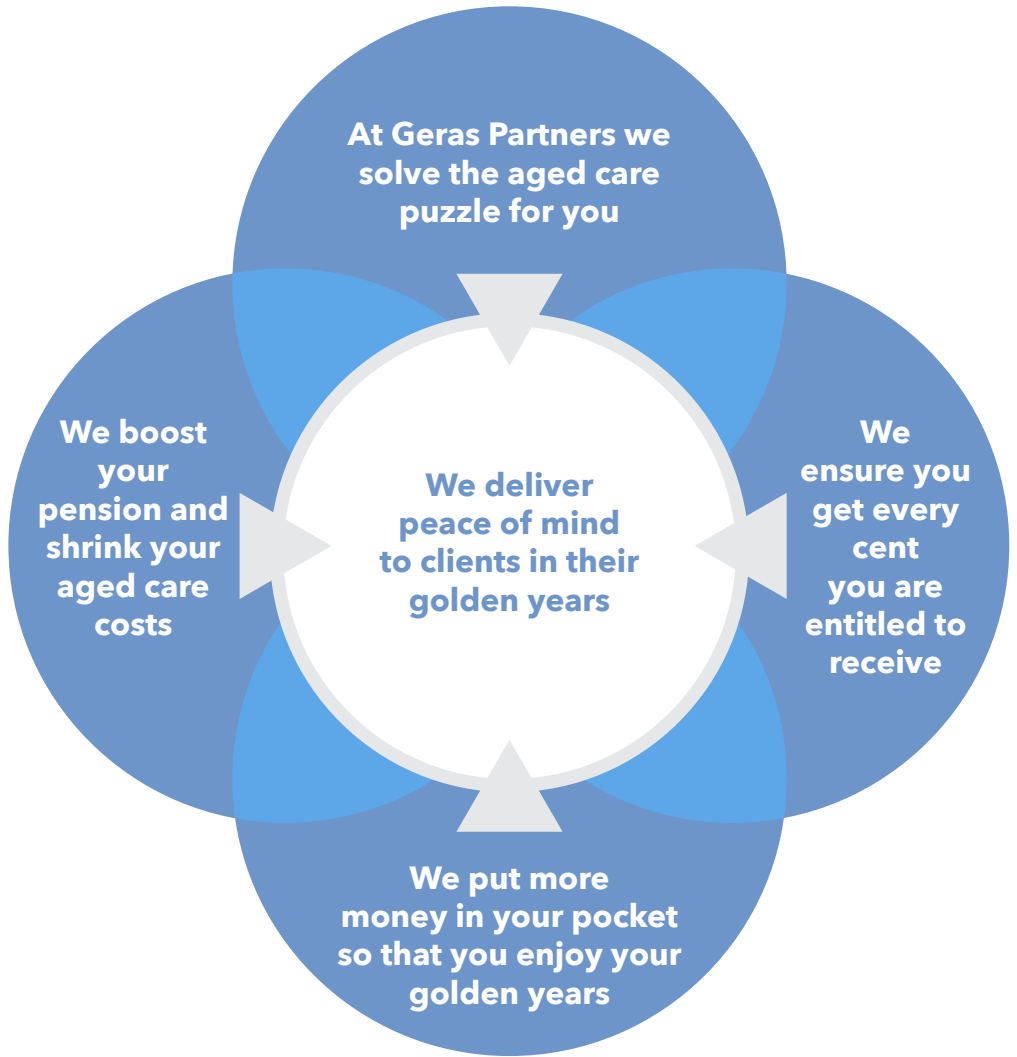 At Geras Partners we
solve the aged care
puzzle for you
We boost
your
pension and
shrink your
aged care
costs
We deliver
peace of mind
to clients in their
golden years
We
ensure you
get every
cent
you are
entitled to
receive
We put more
money in your pocket
so that you enjoy your
golden years